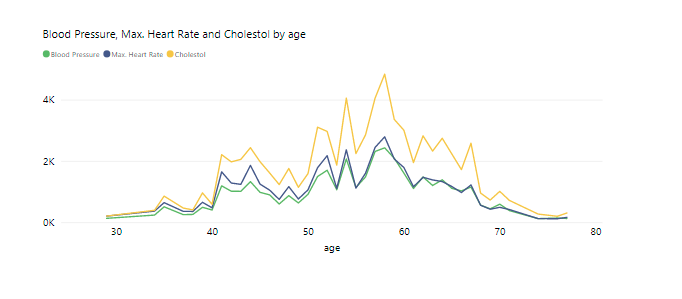 Blood Pressure, Max. Heart Rate and Cholestol by age
Blood Pressure Max. Heart Rate Cholestol
4K
2K
0K
30 40 50 60 70 80
age